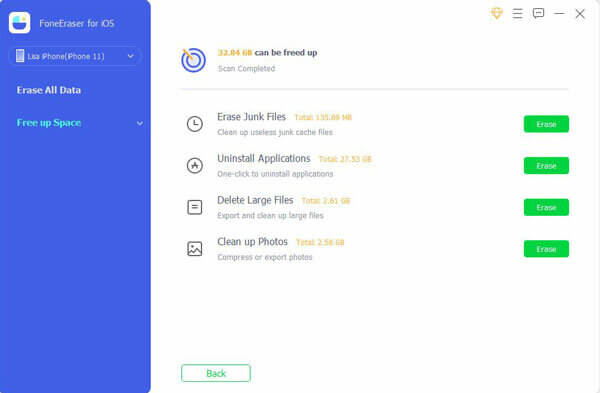 FoneEraser for iOS
Lisa iPhone(iPhone 11)
Erase All Data
Free up Space
32.84 GB can be freed up
Scan Completed
Erase Junk Files Total: 135.88 MB
Clean up useless junk cache files
Erase
Uninstall Applications Total: 27.53 GB
One-click to uninstall applications
Erase
Delete Large Files Total: 2.61 GB
Export and clean up large files
Erase
Clean up Photos Total: 2.58 GB
Compress or export photos
Erase
Back